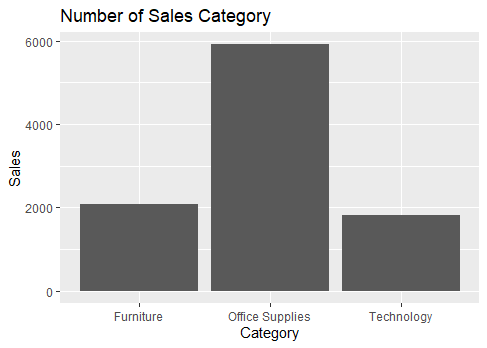 Number of Sales Category
6000
4000
2000
0
Sales
Furniture
Office Supplies
Technology
Category